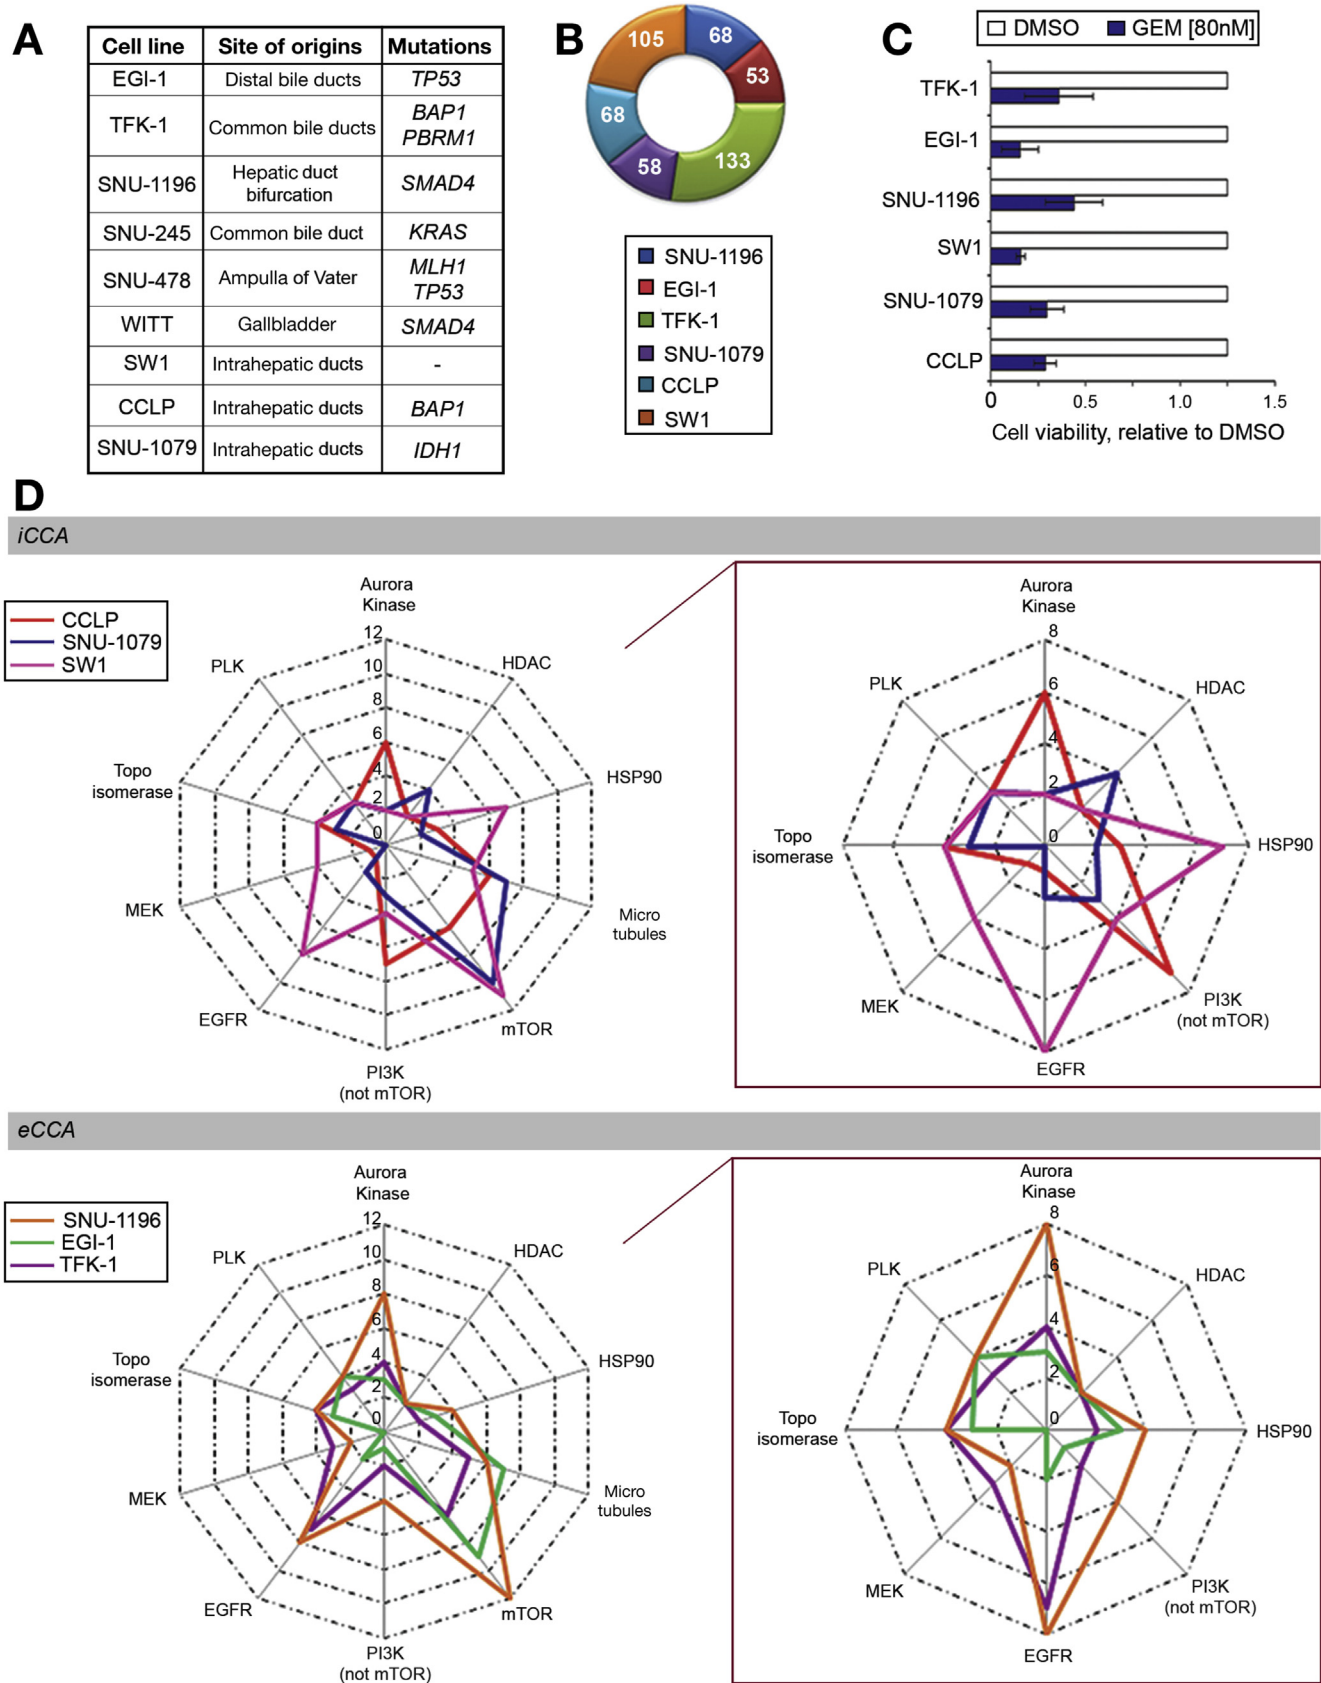 A
Cell line Site of origins Mutations
EGI-1 Distal bile ducts TP53
TFK-1 Common bile ducts BAP1
PBRM1
SNU-1196 Hepatic duct
bifurcation SMAD4
SNU-245 Common bile duct KRAS
SNU-478 Ampulla of Vater MLH1
TP53
WITT Gallbladder SMAD4
SW1 Intrahepatic ducts -
CCLP Intrahepatic ducts BAP1
SNU-1079 Intrahepatic ducts IDH1
B
105 68
53
68
58 133
SNU-1196
EGI-1
TFK-1
SNU-1079
CCLP
SW1
C
DMSO GEM [80nM]
TFK-1
EGI-1
SNU-1196
SW1
SNU-1079
CCLP
0 0.5 1.0 1.5
Cell viability, relative to DMSO
D
iCCA
CCLP
SNU-1079
SW1
Aurora
Kinase
HDAC
HSP90
Micro
tubules
mTOR
PI3K
(not mTOR)
EGFR
MEK
Topo
isomerase
PLK
12
10
8
6
4
2
0
Aurora
Kinase
HDAC
HSP90
PI3K
(not mTOR)
EGFR
MEK
Topo
isomerase
PLK
8
6
4
2
0
eCCA
SNU-1196
EGI-1
TFK-1
Aurora
Kinase
HDAC
HSP90
Micro
tubules
mTOR
PI3K
(not mTOR)
EGFR
MEK
Topo
isomerase
PLK
12
10
8
6
4
2
0
Aurora
Kinase
HDAC
HSP90
PI3K
(not mTOR)
EGFR
MEK
Topo
isomerase
PLK
8
6
4
2
0